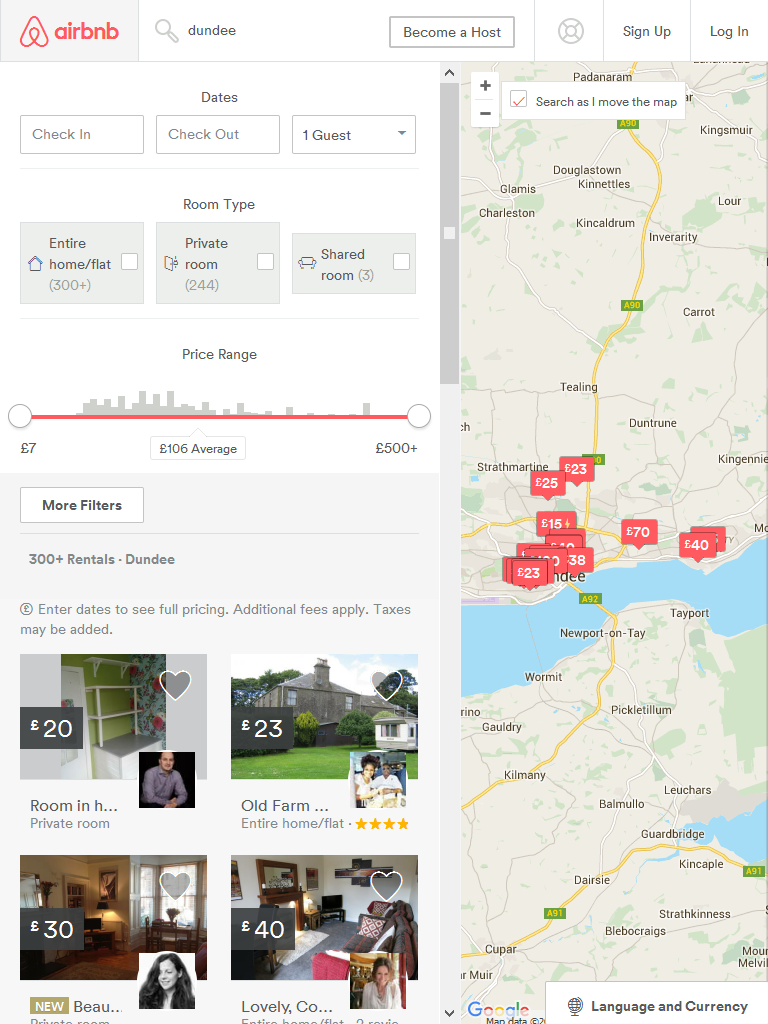 airbnb
dundee
Become a Host
Sign Up
Log In
Dates
Check In
Check Out
1 Guest
Room Type
Entire
home/flat
(300+)
Private
room
(244)
Shared
room (3)
Price Range
£7
£106 Average
£500+
More Filters
300+ Rentals · Dundee
Enter dates to see full pricing. Additional fees apply. Taxes
may be added.
£ 20
Room in h...
Private room
£ 23
Old Farm ...
Entire home/flat ·
£ 30
NEW Beau...
Private room
£ 40
Lovely, Co...
Entire home/flat · 2 revie
+
Search as I move the map
−
Padanaram
A90
Kingsmuir
Douglastown
Kinnettles
Glamis
Charleston
Lour
Kincaldrum
Inverarity
A90
Carrot
Tealing
Duntrune
Kingennie
Strathmartine
£23
£25
£15
£70
£40
£38
£23
A92
Tayport
Newport-on-Tay
Wormit
Pickletillum
Gauldry
Kilmany
Leuchars
Balmullo
Guardbridge
Kincaple
A91
Dairsie
A91
Strathkinness
Blebocraigs
Cupar
Google
Map data
Language and Currency